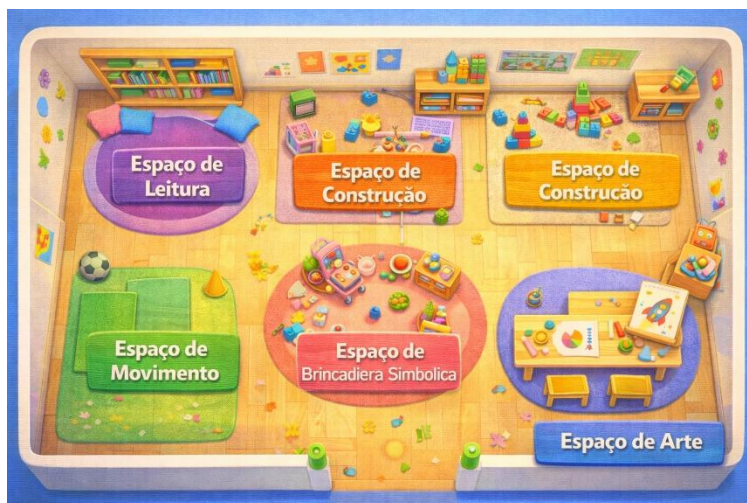 Espaço de
Leitura
Espaço de
Construção
Espaço de
Construcão
Espaço de
Movimento
Espaço de
Brincadiera Simbolica
Espaço de Arte